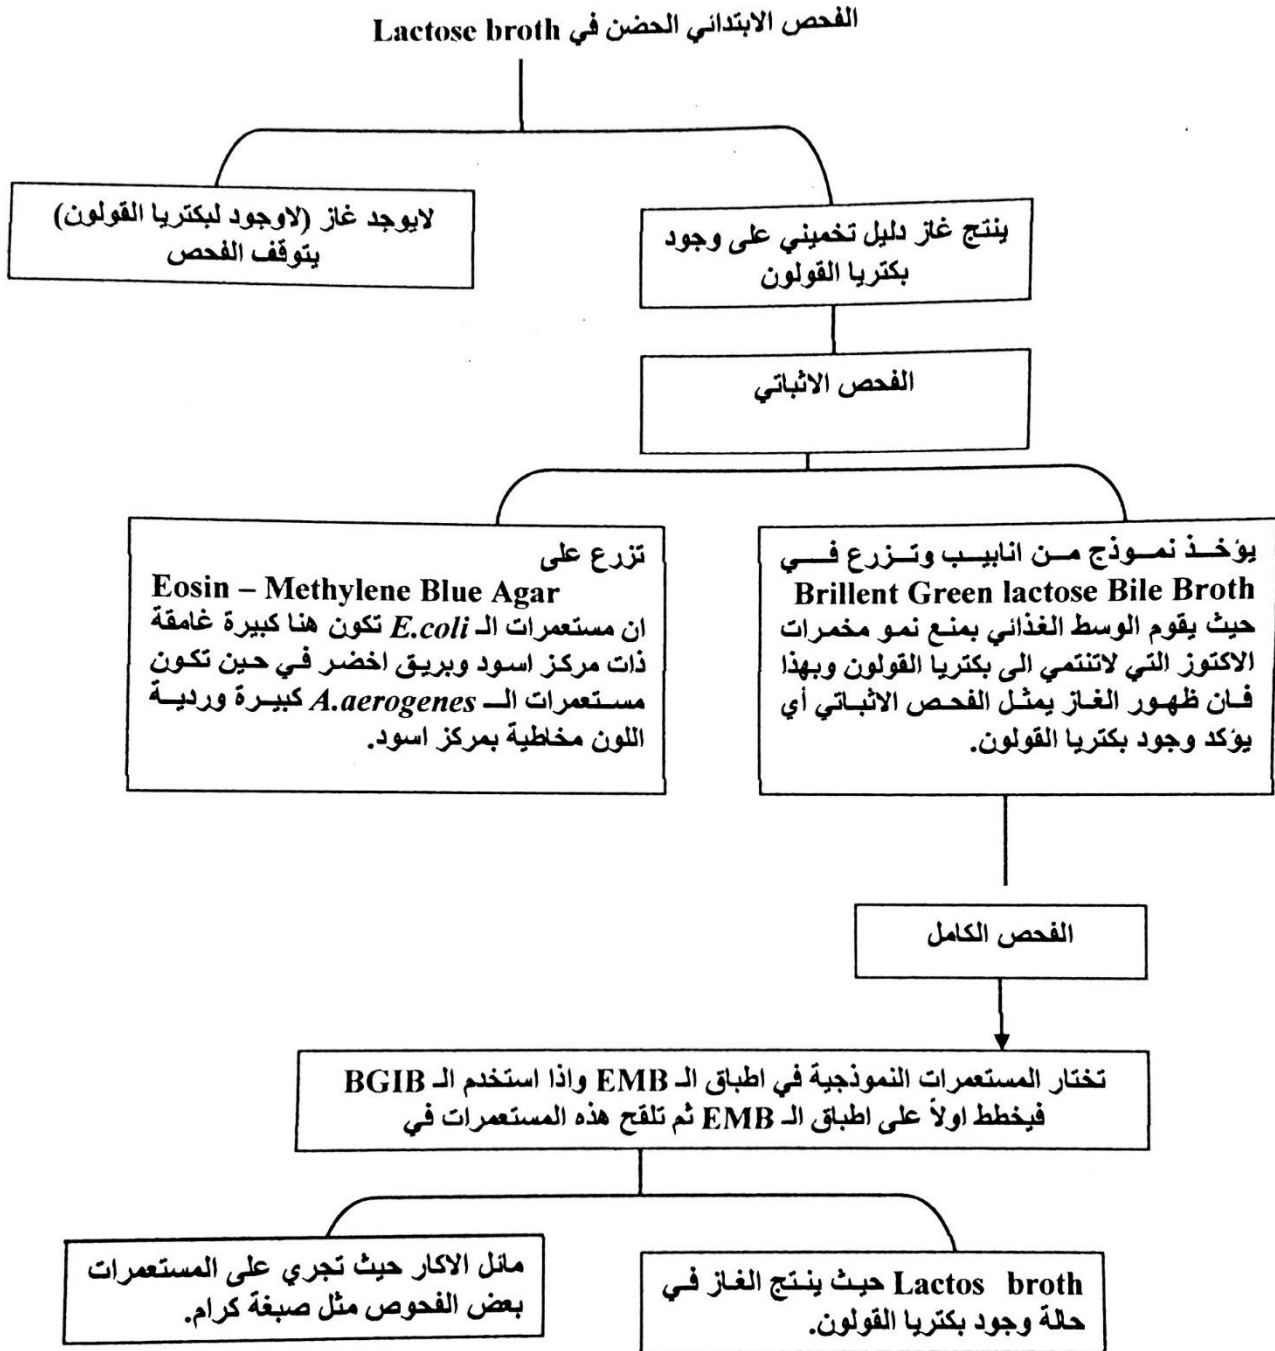 الفحص الابتدائي الحضن في Lactose broth
لايوجد غاز (لاوجود لبكتريا القولون)
يتوقف الفحص
ينتج غاز دليل تخميني على وجود
بكتريا القولون
الفحص الاثباتي
يؤخذ نموذج من انابيب وتزرع في
Brillent Green lactose Bile Broth
حيث يقوم الوسط الغذائي بمنع نمو مخمرات
الاكتوز التي لاتنتمي الى بكتريا القولون وبهذا
فان ظهور الغاز يمثل الفحص الاثباتي أي
يؤكد وجود بكتريا القولون.
تزرع على
Eosin – Methylene Blue Agar
ان مستعمرات الـ E.coli تكون هنا كبيرة غامقة
ذات مركز اسود وبريق اخضر في حين تكون
مستعمرات الـ A.aerogenes كبيرة وردية
اللون مخاطية بمركز اسود.
الفحص الكامل
تختار المستعمرات النموذجية في اطباق الـ EMB واذا استخدم الـ BGIB
فيخطط اولاً على اطباق الـ EMB ثم تلقح هذه المستعمرات في
Lactos broth حيث ينتج الغاز في
حالة وجود بكتريا القولون.
مائل الاكار حيث تجري على المستعمرات
بعض الفحوص مثل صبغة كرام.